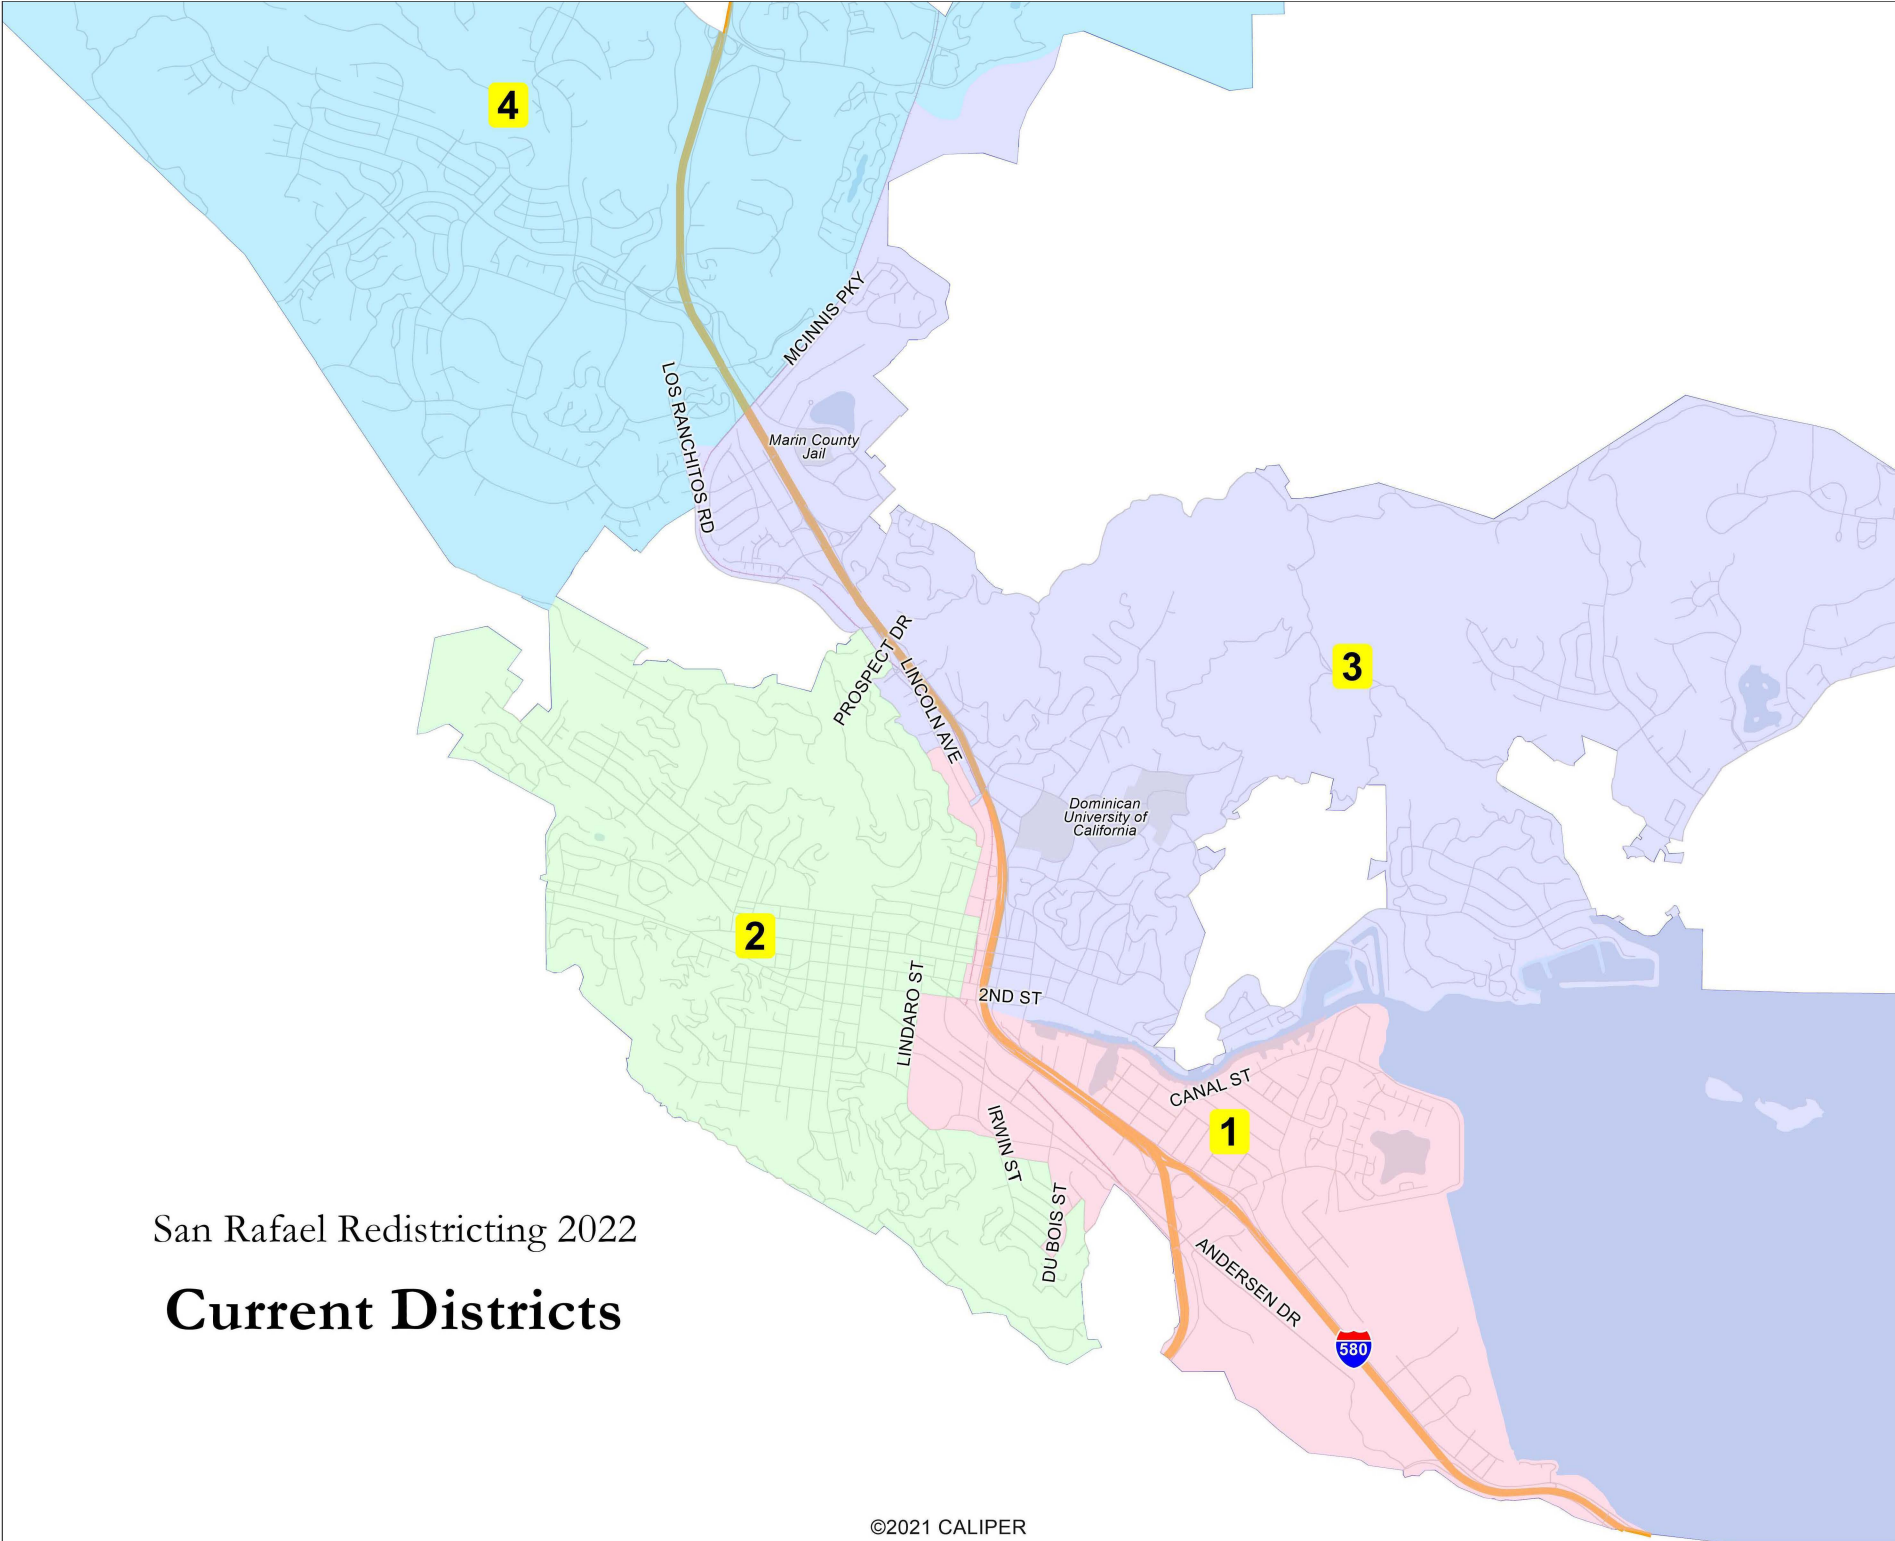 4
MCINNIS PKY
LOS RANCHITOS RD
Marin County
Jail
PROSPECT DR
LINCOLN AVE
3
Dominican
University of
California
2
LINDARO ST
2ND ST
CANAL ST
1
IRWIN ST
DU BOIS ST
ANDERSEN DR
580
San Rafael Redistricting 2022
Current Districts
©2021 CALIPER